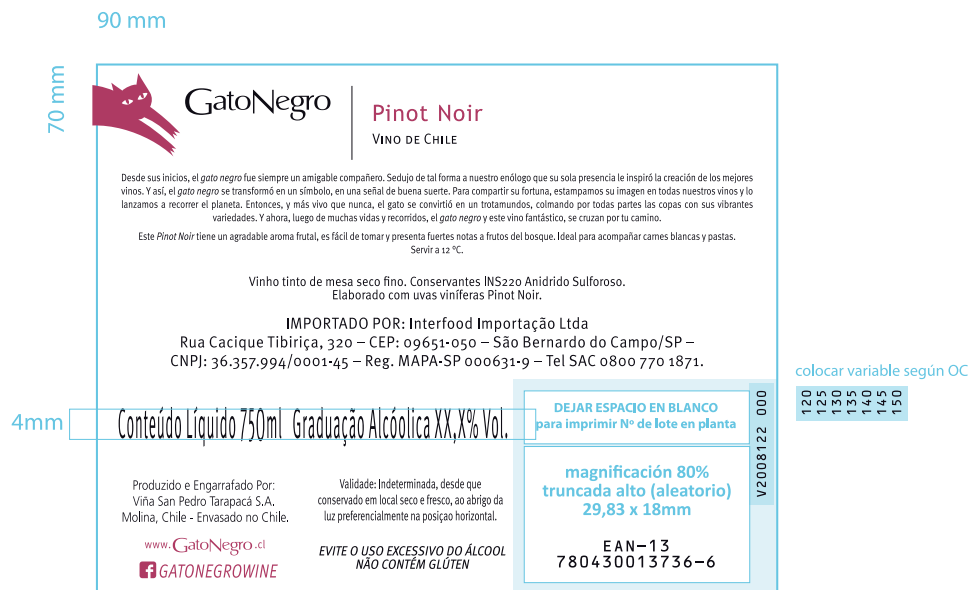 90 mm
70 mm
GatoNegro
Pinot Noir
VINO DE CHILE
Desde sus inicios, el gato negro fue siempre un amigable compañero. Sedujo de tal forma a nuestro enólogo que su sola presencia le inspiró la creación de los mejores
vinos. Y así, el gato negro se transformó en un símbolo, en una señal de buena suerte. Para compartir su fortuna, estampamos su imagen en todas nuestros vinos y lo
lanzamos a recorrer el planeta. Entonces, y más vivo que nunca, el gato se convirtió en un trotamundos, colmando por todas partes las copas con sus vibrantes
variedades. Y ahora, luego de muchas vidas y recorridos, el gato negro y este vino fantástico, se cruzan por tu camino.
Este Pinot Noir tiene un agradable aroma frutal, es fácil de tomar y presenta fuertes notas a frutos del bosque. Ideal para acompañar carnes blancas y pastas.
Servir a 12 °C.
Vinho tinto de mesa seco fino. Conservantes INS220 Anidrido Sulforoso.
Elaborado com uvas viníferas Pinot Noir.
IMPORTADO POR: Interfood Importação Ltda
Rua Cacique Tibiriça, 320 – CEP: 09651-050 – São Bernardo do Campo/SP –
CNPJ: 36.357.994/0001-45 – Reg. MAPA-SP 000631-9 – Tel SAC 0800 770 1871.
colocar variable según OC
120
125
130
135
140
145
150
4mm
Conteúdo Líquido 750ml Graduação Alcóolica XX,X% Vol.
DEJAR ESPACIO EN BLANCO
para imprimir Nº de lote en planta
V2008122 000
magnificación 80%
truncada alto (aleatorio)
29,83 x 18mm
EAN-13
780430013736-6
Produzido e Engarrafado Por:
Viña San Pedro Tarapacá S.A.
Molina, Chile - Envasado no Chile.
www.GatoNegro.cl
GATONEGROWINE
Validade: Indeterminada, desde que
conservado em local seco e fresco, ao abrigo da
luz preferencialmente na posiçao horizontal.
EVITE O USO EXCESSIVO DO ÁLCOOL
NÃO CONTÉM GLÚTEN